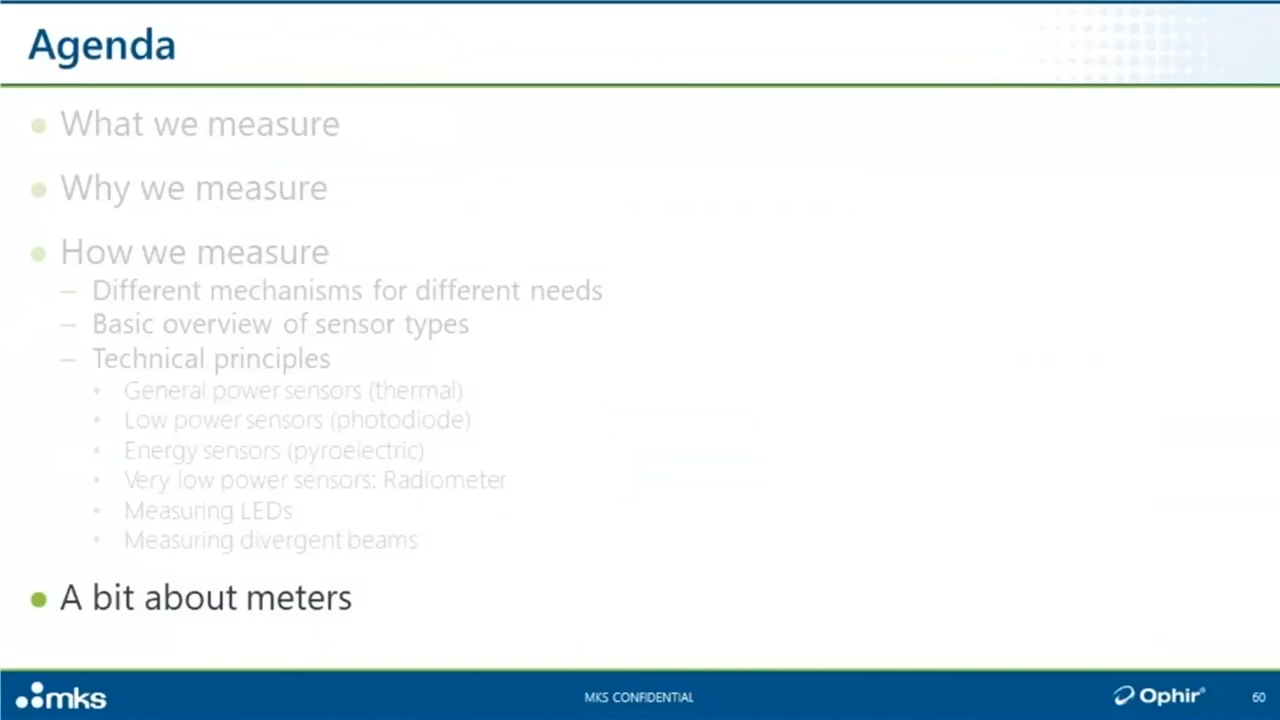 Agenda
• What we measure
• Why we measure
• How we measure
– Different mechanisms for different needs
– Basic overview of sensor types
– Technical principles
• General power sensors (thermal)
• Low power sensors (photodiode)
• Energy sensors (pyroelectric)
• Very low power sensors: Radiometer
• Measuring LEDs
• Measuring divergent beams
• A bit about meters
mks
MKS CONFIDENTIAL
Ophir®
60